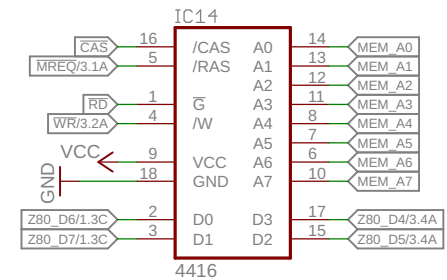 IC14
CAS 16 /CAS A0 14 MEM_A0
MREQ/3.1A 5 /RAS A1 13 MEM_A1
A2 12 MEM_A2
RD 1 G A3 11 MEM_A3
WR/3.2A 4 /W A4 8 MEM_A4
A5 7 MEM_A5
VCC 9 VCC A6 6 MEM_A6
GND 18 GND A7 10 MEM_A7
Z80_D6/1.3C 2 D0 D3 17 Z80_D4/3.4A
Z80_D7/1.3C 3 D1 D2 15 Z80_D5/3.4A
4416